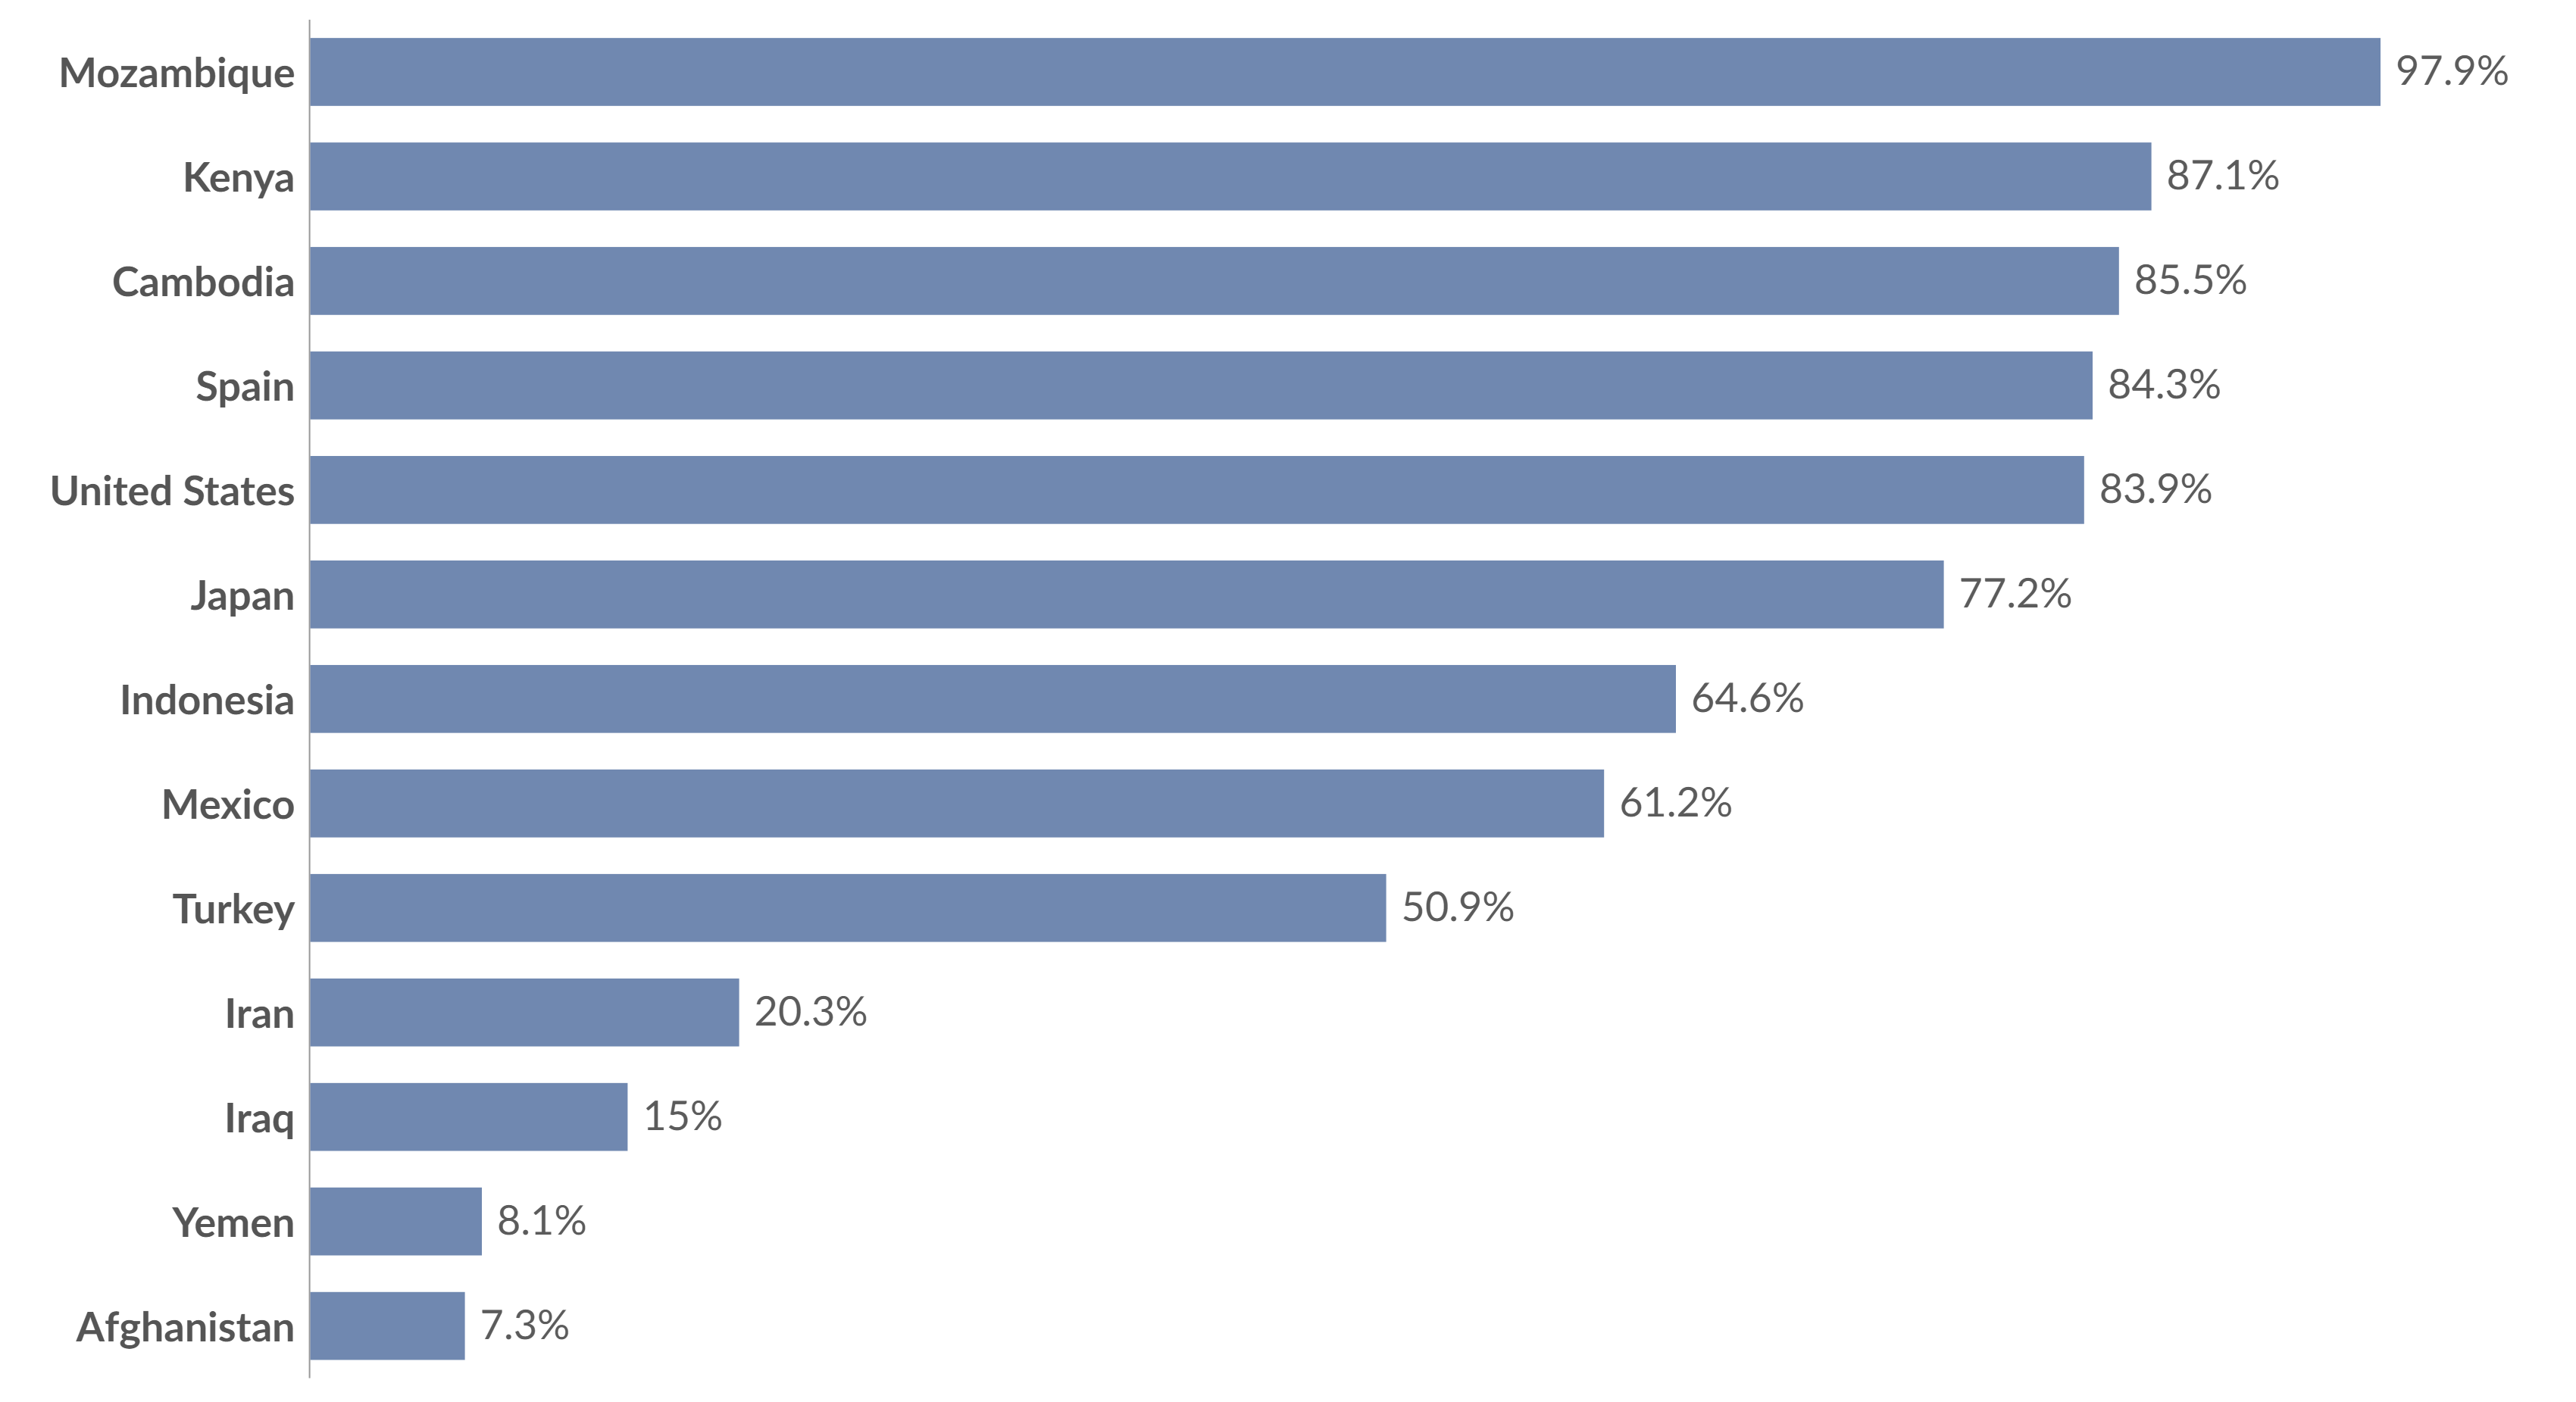 Mozambique 97.9%
Kenya 87.1%
Cambodia 85.5%
Spain 84.3%
United States 83.9%
Japan 77.2%
Indonesia 64.6%
Mexico 61.2%
Turkey 50.9%
Iran 20.3%
Iraq 15%
Yemen 8.1%
Afghanistan 7.3%